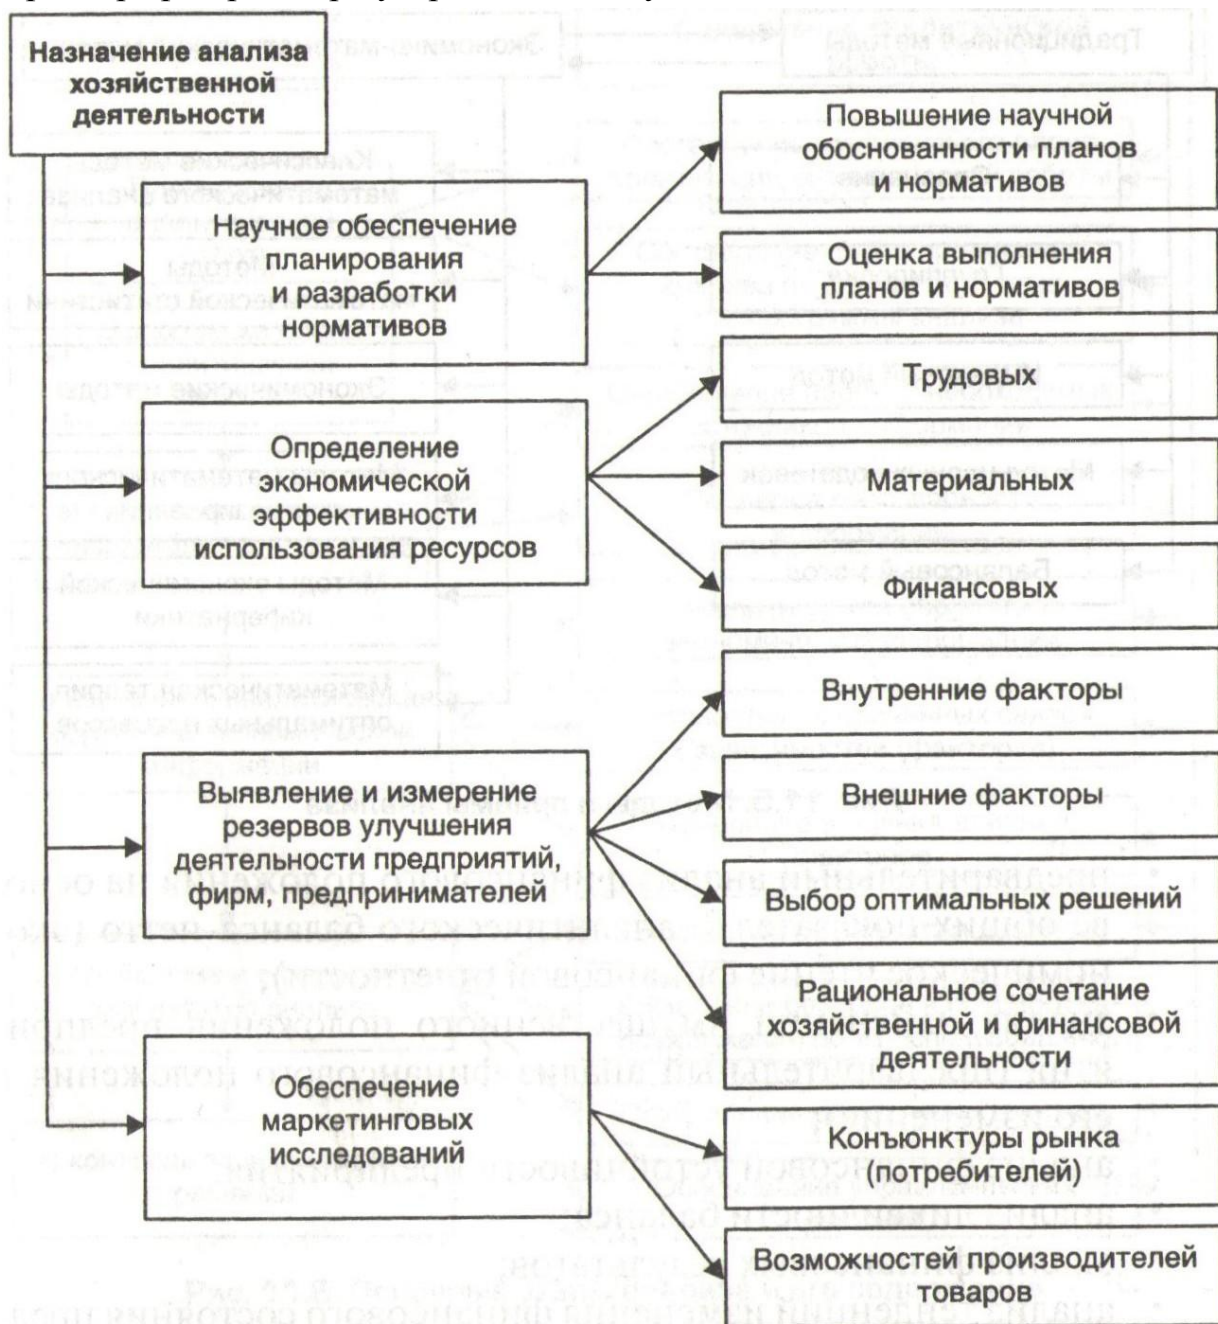 Назначение анализа
хозяйственной
деятельности
Научное обеспечение
планирования
и разработки
нормативов
Повышение научной
обоснованности планов
и нормативов
Оценка выполнения
планов и нормативов
Определение
экономической
эффективности
использования ресурсов
Трудовых
Материальных
Финансовых
Выявление и измерение
резервов улучшения
деятельности предприятий,
фирм, предпринимателей
Внутренние факторы
Внешние факторы
Выбор оптимальных решений
Рациональное сочетание
хозяйственной и финансовой
деятельности
Обеспечение
маркетинговых
исследований
Конъюнктуры рынка
(потребителей)
Возможностей производителей
товаров